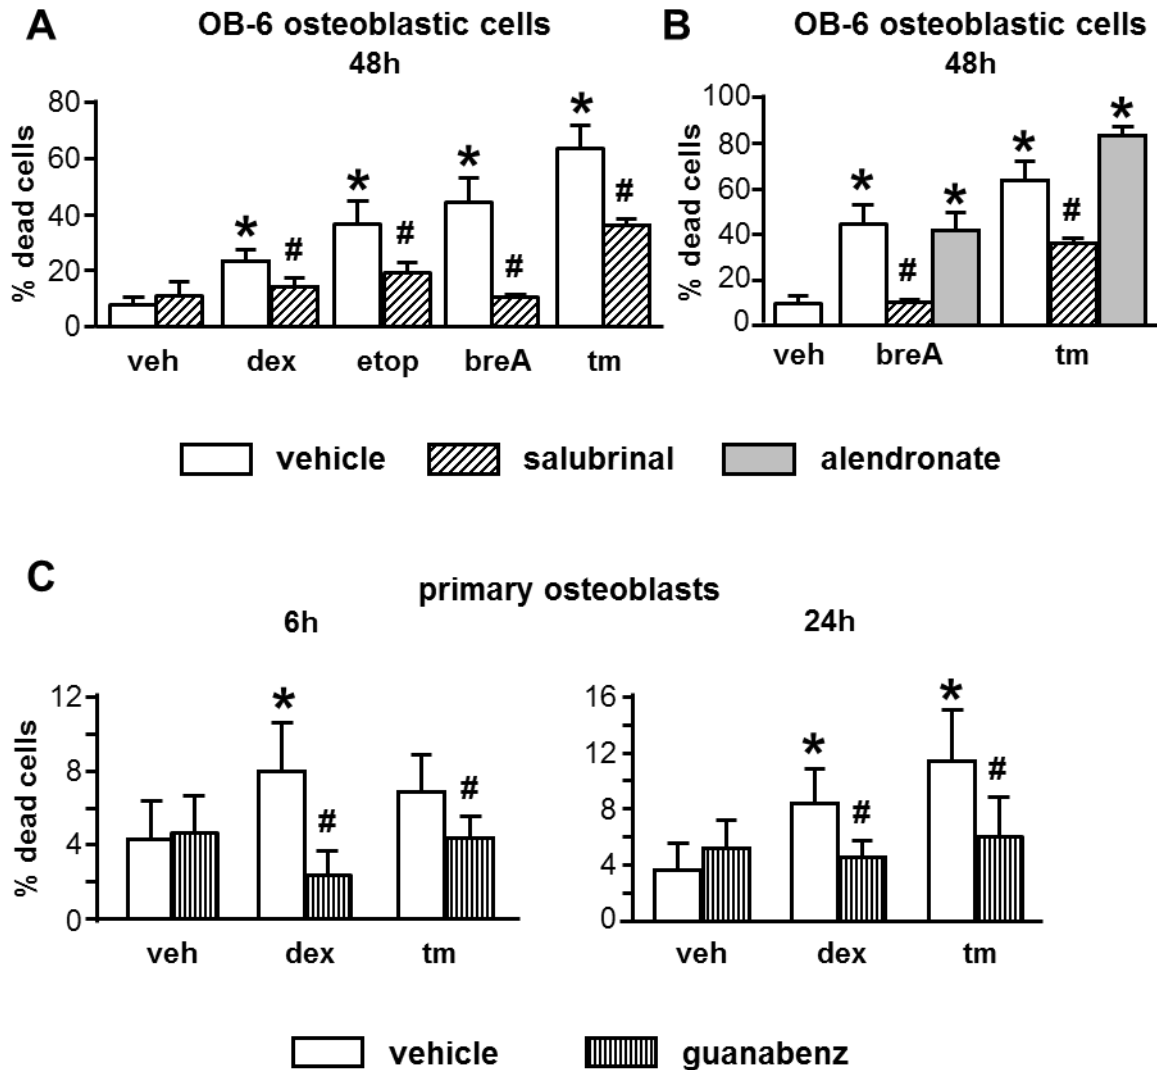 A
OB-6 osteoblastic cells
48h
% dead cells
80
60
40
20
0
*
#
*
#
*
#
*
#
veh
dex
etop
breA
tm
B
OB-6 osteoblastic cells
48h
% dead cells
100
80
60
40
20
0
*
#
*
*
#
*
veh
breA
tm
vehicle
salubrinal
alendronate
C
primary osteoblasts
6h
% dead cells
12
8
4
0
*
#
#
veh
dex
tm
24h
16
12
8
4
0
*
#
*
#
veh
dex
tm
vehicle
guanabenz